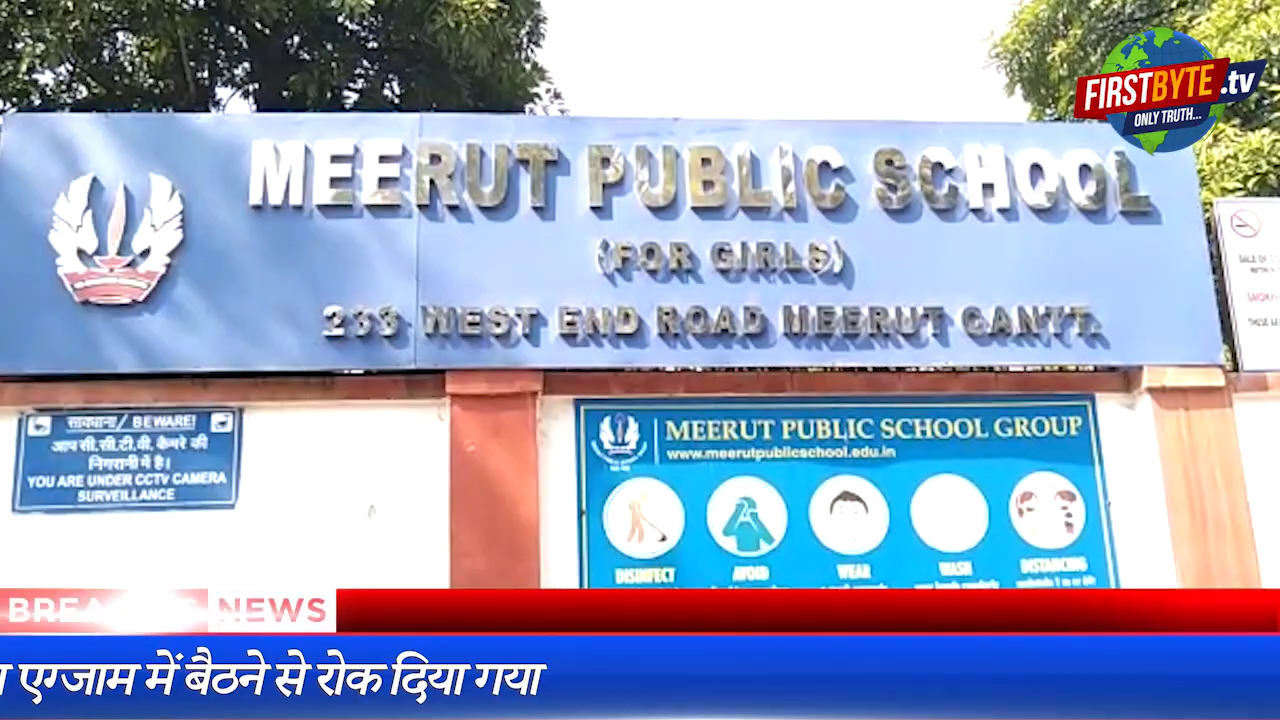 FIRSTBYTE.tv
ONLY TRUTH...
MEERUT PUBLIC SCHOOL
(FOR GIRLS)
233 WEST END ROAD MEERUT CANTT.
सावधान/ BEWARE!
आप सी.सी.टी.वी. कैमरे की
निगरानी में है।
YOU ARE UNDER CCTV CAMERA
SURVEILLANCE
MEERUT PUBLIC SCHOOL GROUP
www.meerutpublicschool.edu.in
DISINFECT AVOID WEAR WASH DISTANCING
BREAKING NEWS
एग्जाम में बैठने से रोक दिया गया